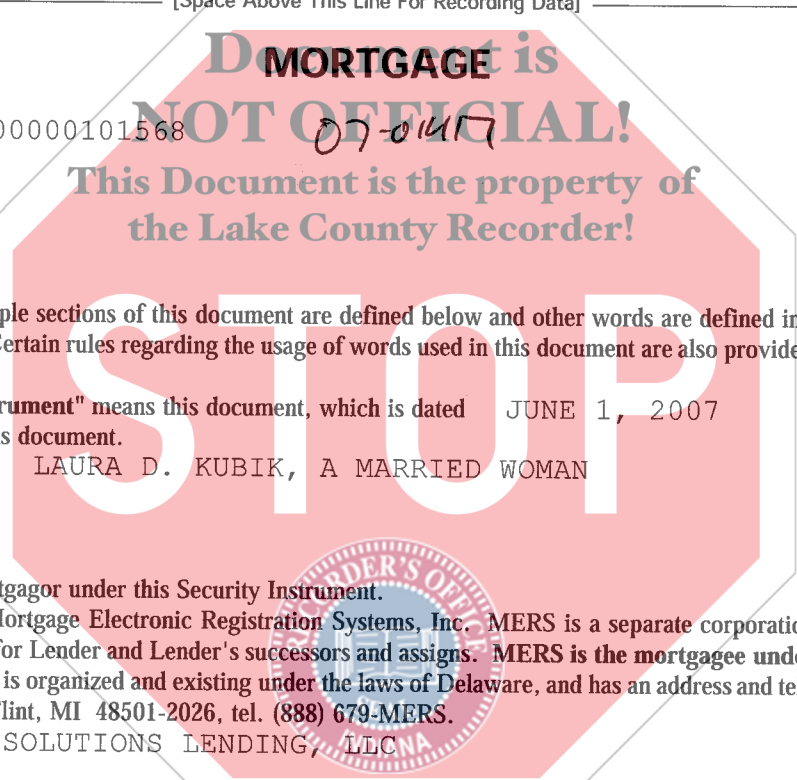 [Space Above This Line For Recording Data]
Document is
MORTGAGE
NOT OFFICIAL!
00000101568
07-01417
This Document is the property of
the Lake County Recorder!
STOP
ple sections of this document are defined below and other words are defined in
Certain rules regarding the usage of words used in this document are also provide
rument" means this document, which is dated JUNE 1, 2007
s document.
LAURA D. KUBIK, A MARRIED WOMAN
tgagor under this Security Instrument.
Mortgage Electronic Registration Systems, Inc. MERS is a separate corporatio
for Lender and Lender's successors and assigns. MERS is the mortgagee unde
is organized and existing under the laws of Delaware, and has an address and te
lint, MI 48501-2026, tel. (888) 679-MERS.
SOLUTIONS LENDING, LLC
RECORDER'S OFFICE